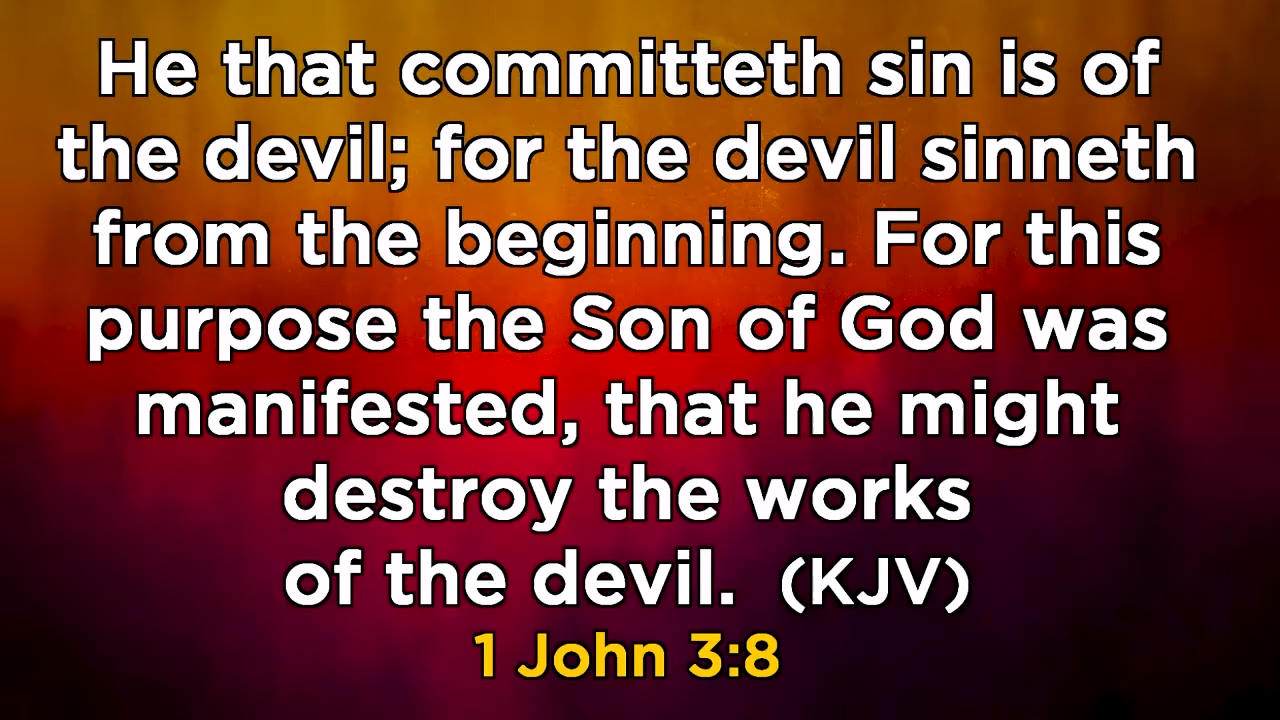 He that committeth sin is of
the devil; for the devil sinneth
from the beginning. For this
purpose the Son of God was
manifested, that he might
destroy the works
of the devil. (KJV)
1 John 3:8